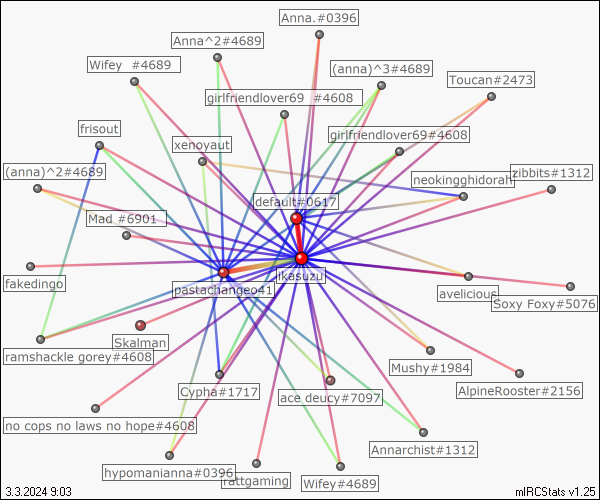 Anna.#0396
Anna^2#4689
Wifey  #4689
(anna)^3#4689
Toucan#2473
girlfriendlover69  #4608
frisout
girlfriendlover69#4608
xenoyaut
(anna)^2#4689
neokingghidorah
zibbits#1312
default#0617
Mad #6901
ikasuzu
fakedingo
pastachangeo41
avelicious
Soxy Foxy#5076
Skalman
ramshackle gorey#4608
Mushy#1984
Cypha#1717
ace deucy#7097
AlpineRooster#2156
no cops no laws no hope#4608
Annarchist#1312
hypomanianna#0396
rattgaming
Wifey#4689
3.3.2024 9:03
mIRCStats v1.25